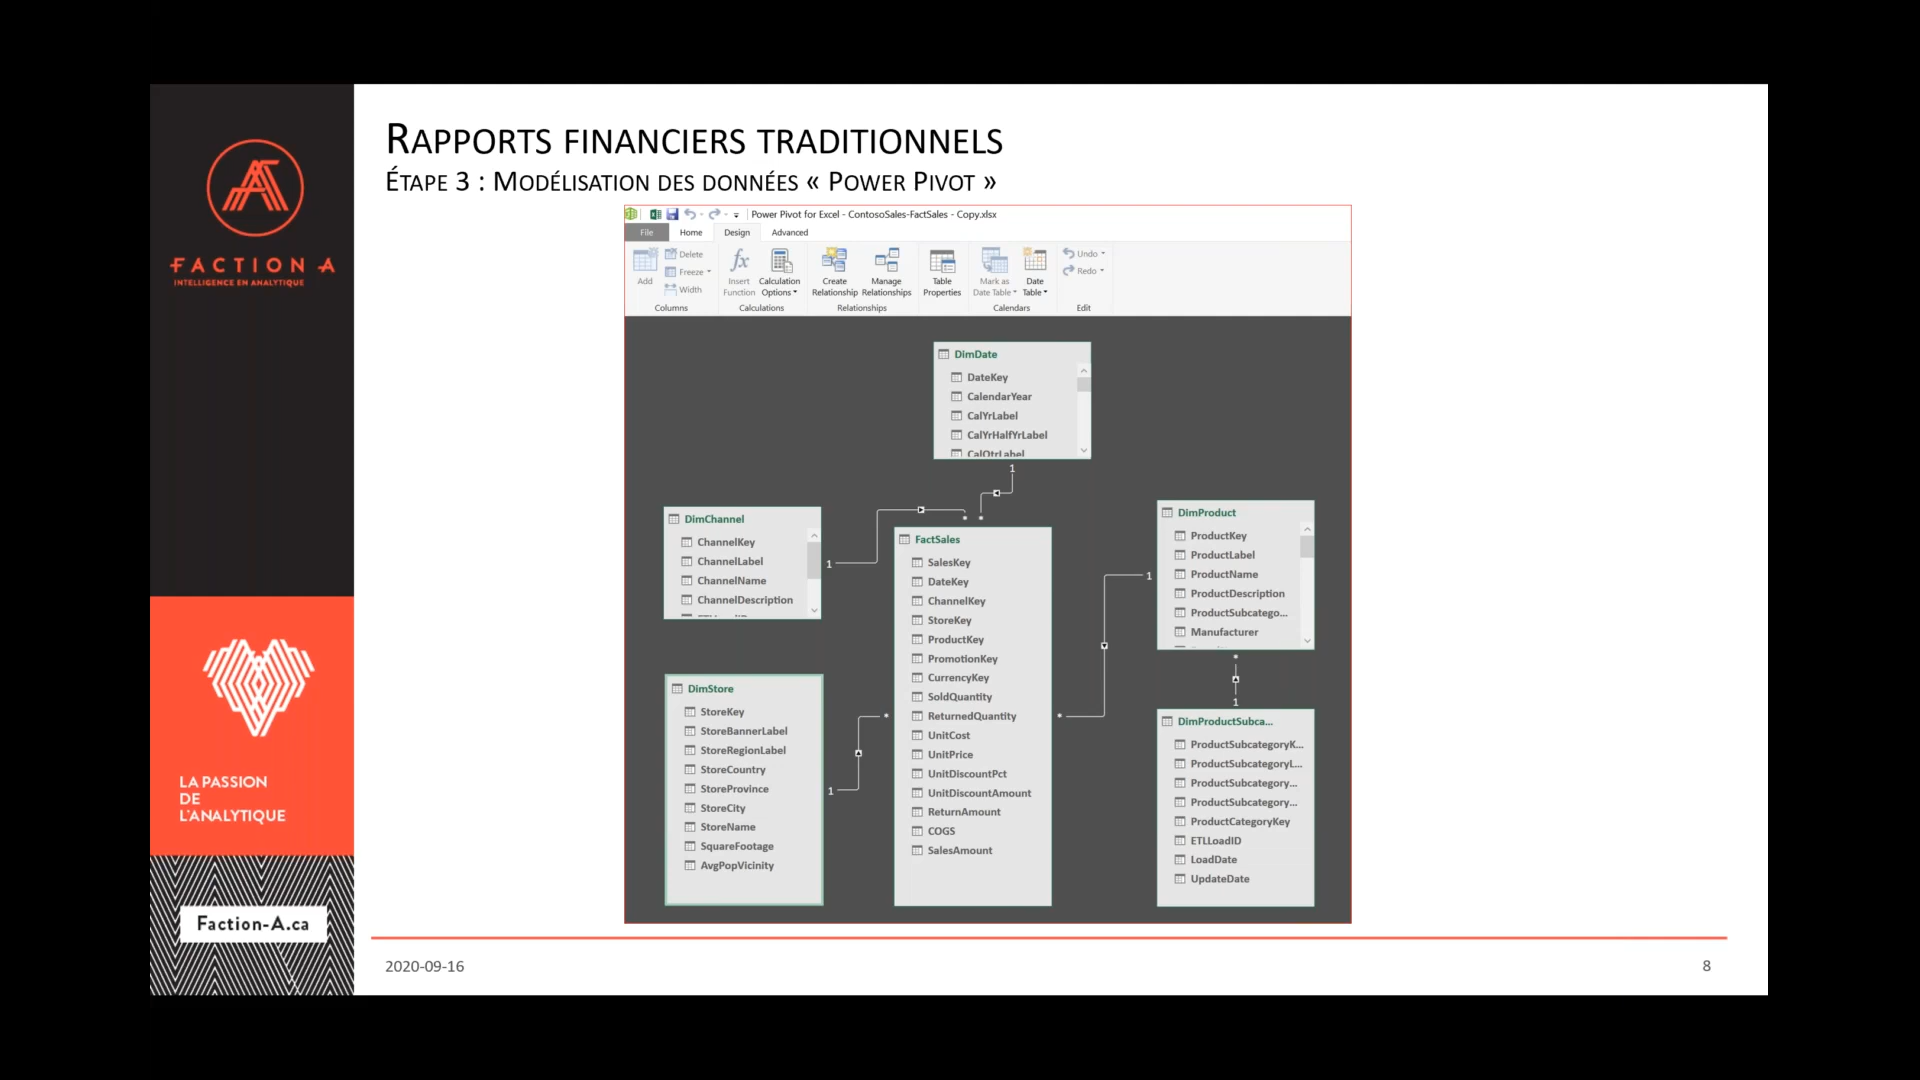 FACTION A
INTELLIGENCE EN ANALYTIQUE
LA PASSION
DE
L'ANALYTIQUE
Faction-A.ca
RAPPORTS FINANCIERS TRADITIONNELS
ÉTAPE 3 : MODÉLISATION DES DONNÉES « POWER PIVOT »
Power Pivot for Excel - ContosoSales-FactSales - Copy.xlsx
File Home Design Advanced
Add
Delete
Freeze
Width
Columns
Insert
Function
Calculation
Options
Calculations
Create
Relationship
Manage
Relationships
Relationships
Table
Properties
Mark as
Date Table
Date
Table
Calendars
Undo
Redo
Edit
DimDate
DateKey
CalendarYear
CalYrLabel
CalYrHalfYrLabel
CalQtrLabel
1
* *
DimChannel
ChannelKey
ChannelLabel
ChannelName
ChannelDescription
1
DimStore
StoreKey
StoreBannerLabel
StoreRegionLabel
StoreCountry
StoreProvince
StoreCity
StoreName
SquareFootage
AvgPopVicinity
1
*
FactSales
SalesKey
DateKey
ChannelKey
StoreKey
ProductKey
PromotionKey
CurrencyKey
SoldQuantity
ReturnedQuantity
UnitCost
UnitPrice
UnitDiscountPct
UnitDiscountAmount
ReturnAmount
COGS
SalesAmount
*
1
DimProduct
ProductKey
ProductLabel
ProductName
ProductDescription
ProductSubcatego...
Manufacturer
*
1
DimProductSubca...
ProductSubcategoryK...
ProductSubcategoryL...
ProductSubcategory...
ProductSubcategory...
ProductCategoryKey
ETLLoadID
LoadDate
UpdateDate
2020-09-16
8